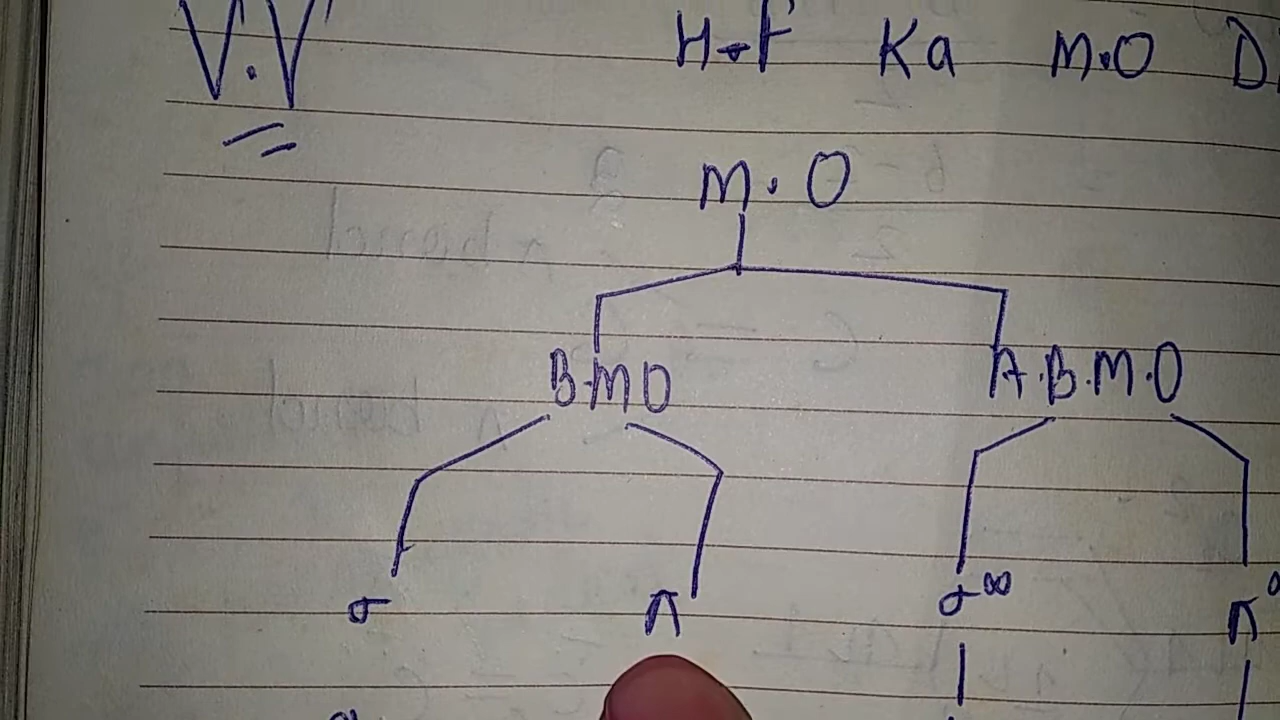 V.V
H-F Ka M.O
M.O
B.M.O A.B.M.O
σ π σ∞ π